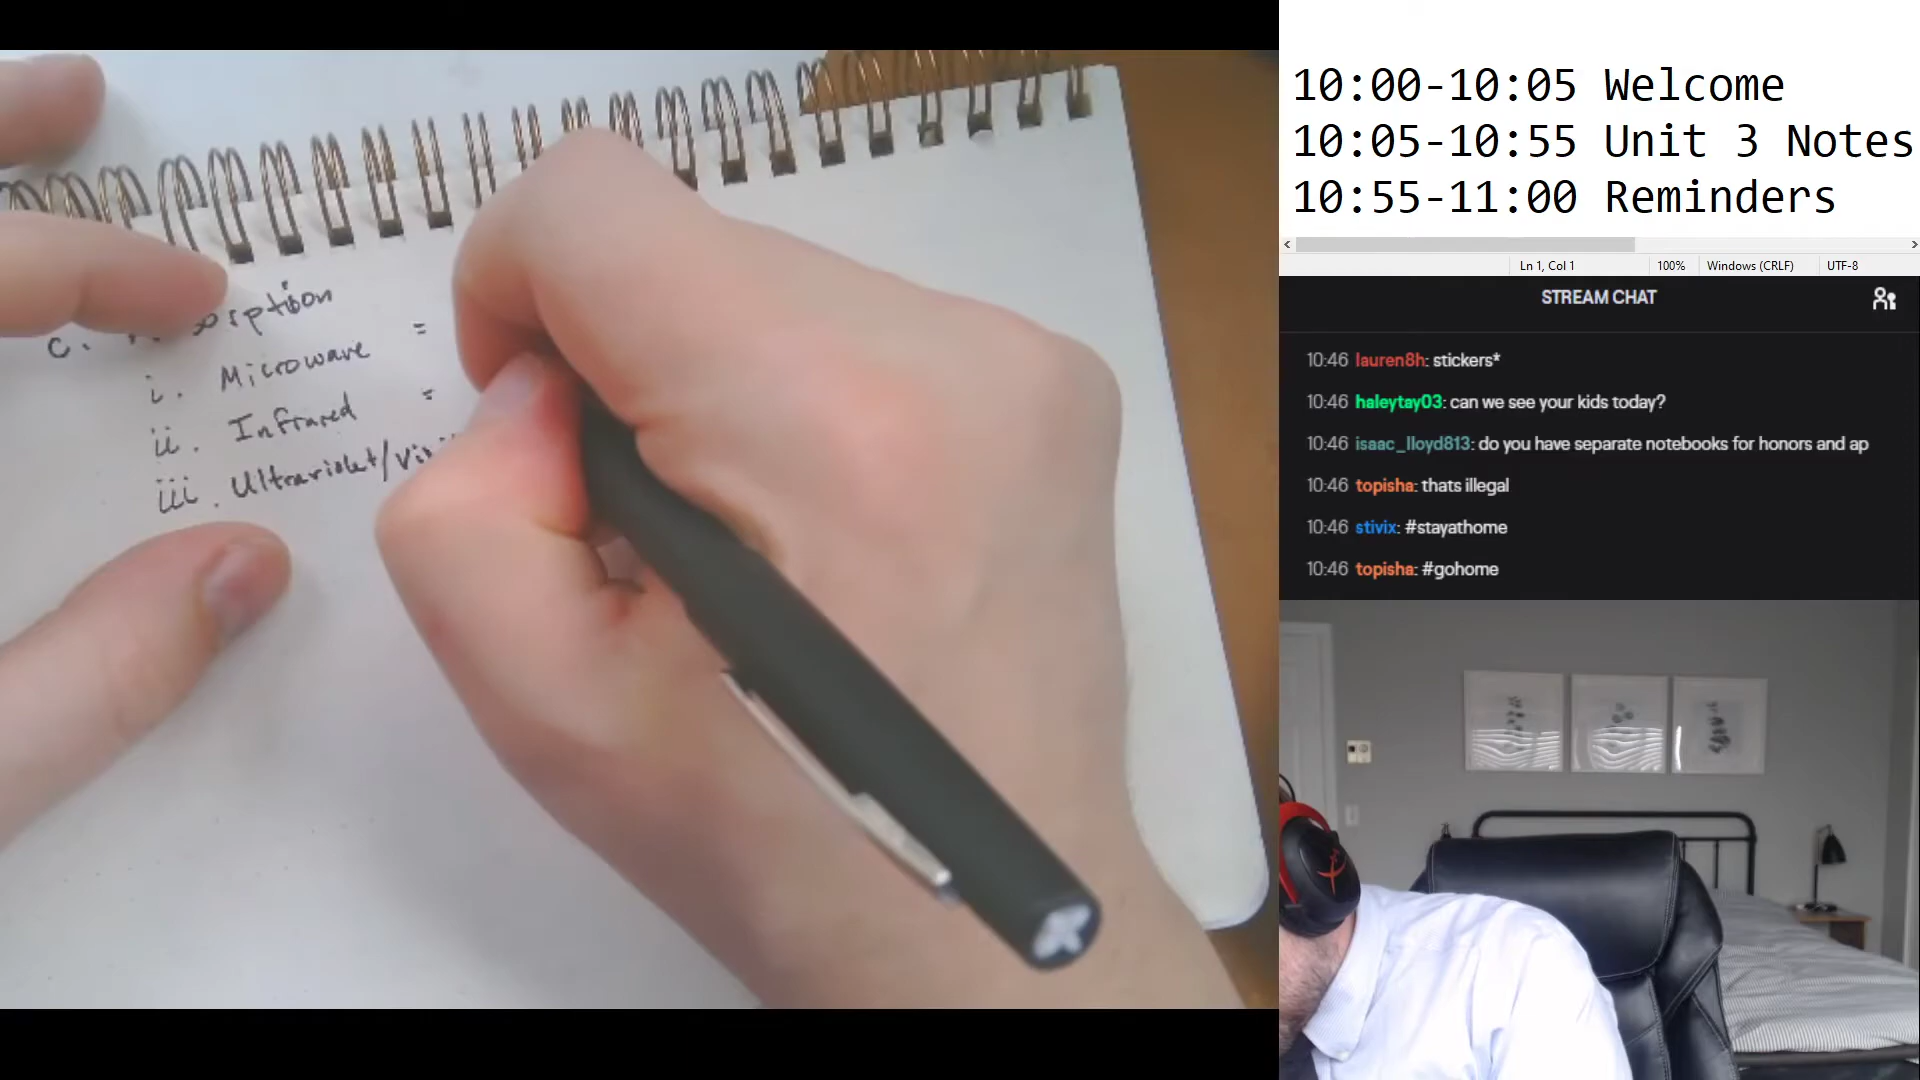 c.
i. Microwave =
ii. Infrared =
iii. Ultraviolet/
10:00-10:05 Welcome
10:05-10:55 Unit 3 Notes
10:55-11:00 Reminders
Ln 1, Col 1 100% Windows (CRLF) UTF-8
STREAM CHAT
10:46 lauren8h: stickers*
10:46 haleytay03: can we see your kids today?
10:46 isaac_lloyd813: do you have separate notebooks for honors and ap
10:46 topisha: thats illegal
10:46 stivix: #stayathome
10:46 topisha: #gohome